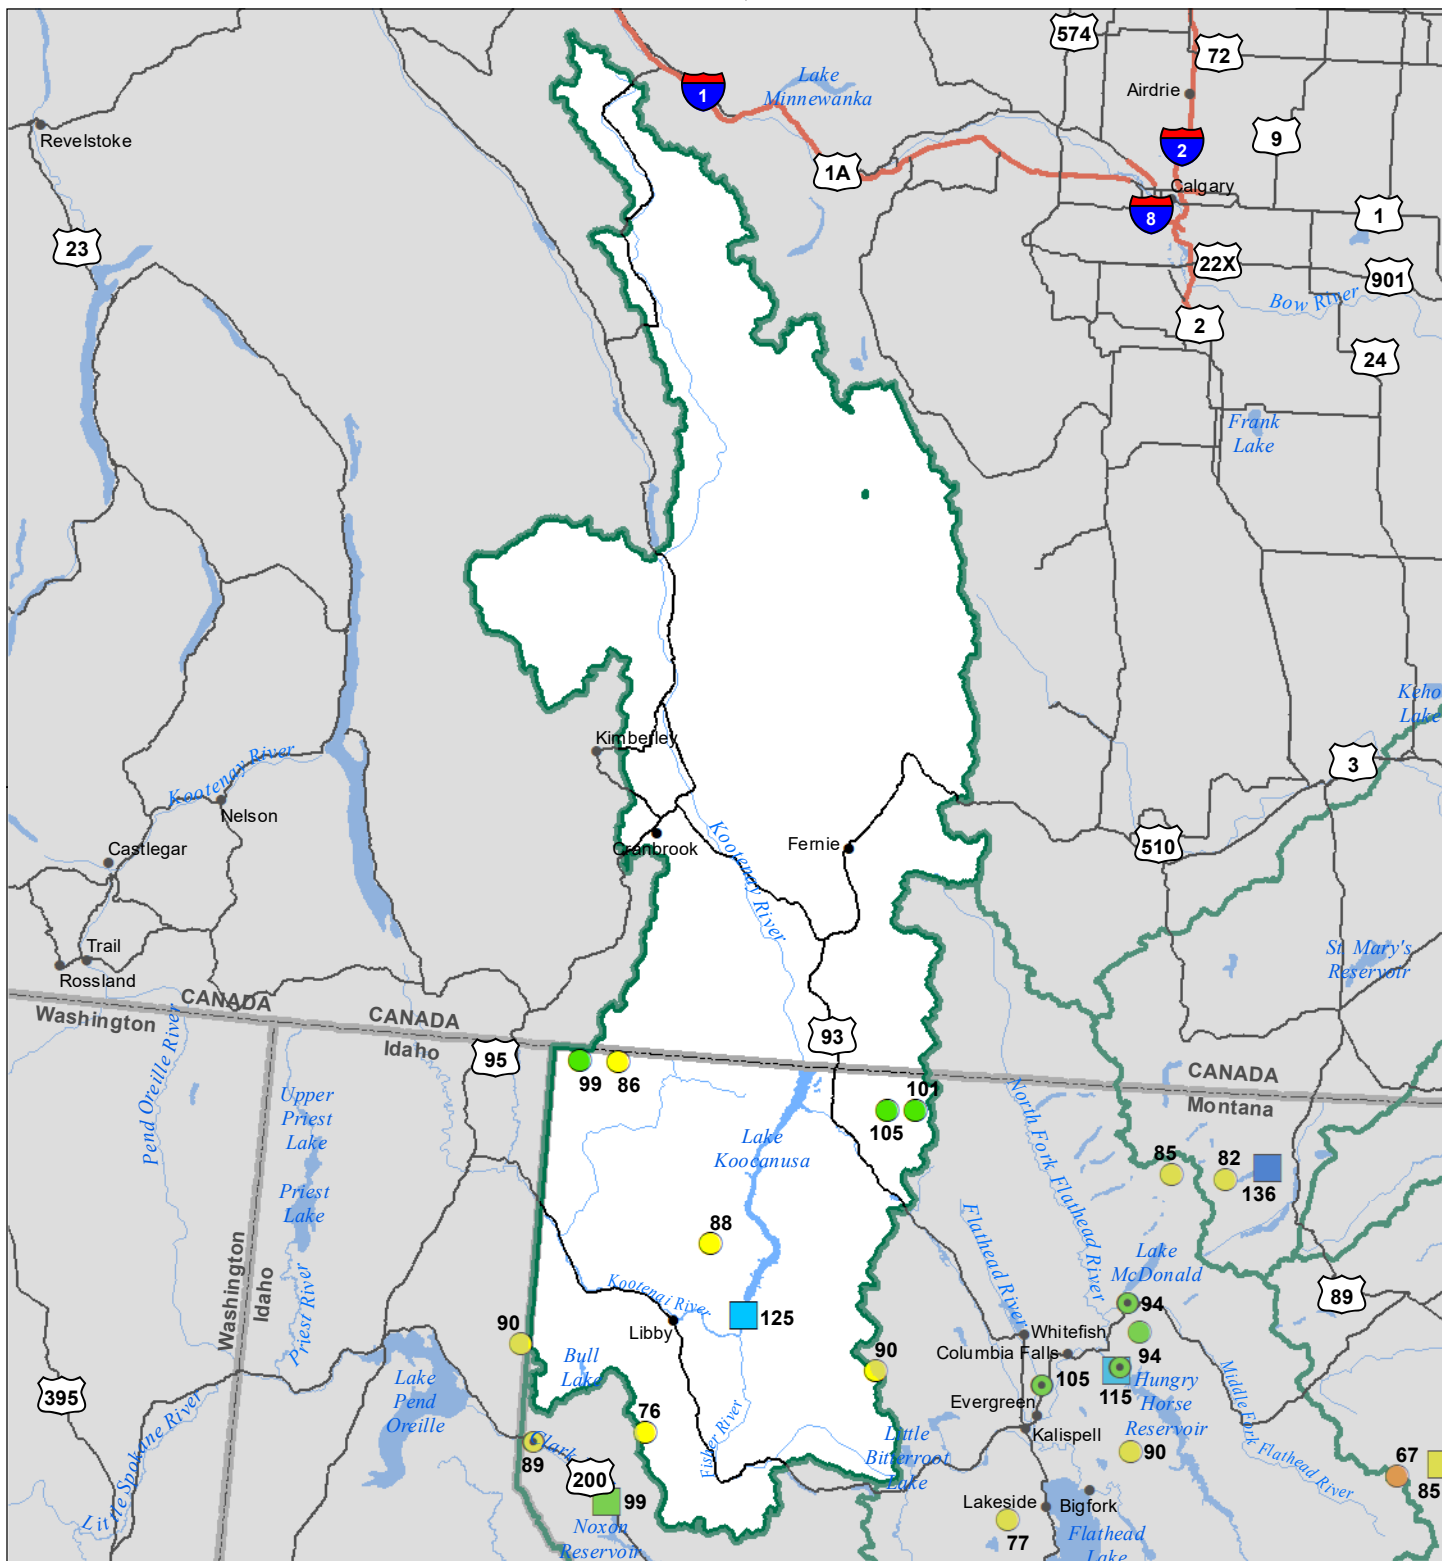 574
72
Lake
Minnewanka
Airdrie
1
2
9
Revelstoke
1A
Calgary
8
1
23
22X
901
Bow River
2
24
Frank
Lake
Keho
Lake
Kimberley
3
Kootenay River
Nelson
Castlegar
Kootenay River
Cranbrook
Fernie
510
Trail
Rossland
St Mary's
Reservoir
CANADA
Washington
CANADA
Idaho
95
93
99
86
101
105
CANADA
Montana
Pend Oreille River
Upper
Priest
Lake
Lake
Koocanusa
North Fork Flathead River
85
82
136
Priest
Lake
88
Flathead River
Lake
McDonald
Washington
Idaho
Priest River
Kootenai River
125
Libby
89
94
90
Whitefish
Columbia Falls
94
Bull
Lake
90
105
115
Hungry
Horse
Reservoir
Middle Fork Flathead River
395
Lake
Pend
Oreille
Evergreen
76
Kalispell
Little Spokane River
Clark
89
Fisher River
Little
Bitterroot
Lake
90
67
85
200
99
Noxon
Reservoir
Lakeside
Bigfork
77
Flathead
Lake